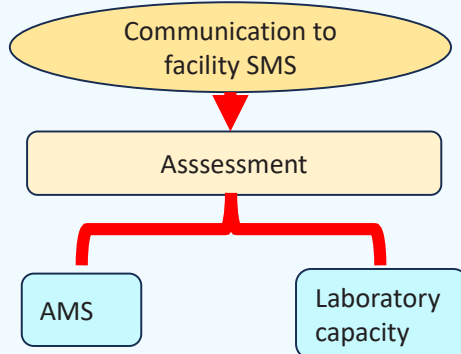 Communication to
facility SMS
Asssessment
AMS
Laboratory
capacity